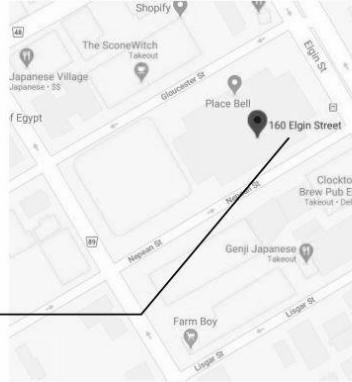 Shopify
48
The SconeWitch
Takeout
Elgin St
Japanese Village
Japanese • $$
Gloucester St
Place Bell
f Egypt
160 Elgin Street
Nepean St
Clockto
Brew Pub E
Takeout • Del
89
Nepean St
Genji Japanese
Takeout
Lisgar St
Farm Boy
Lisgar St